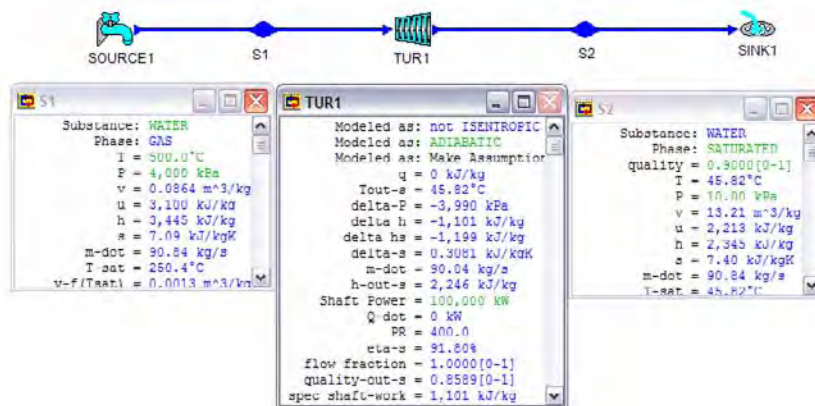 SOURCE1
S1
TUR1
S2
SINK1
S1
Substance: WATER
Phase: GAS
T = 500.0°C
P = 4,000 kPa
v = 0.0864 m^3/kg
u = 3,100 kJ/kg
h = 3,445 kJ/kg
s = 7.09 kJ/kgK
m-dot = 90.84 kg/s
T-sat = 250.4°C
v-f(Tsat) = 0.0013 m^3/kg
TUR1
Modeled as: not ISENTROPIC
Modeled as: ADIABATIC
Modeled as: Make Assumption
q = 0 kJ/kg
Tout-s = 45.82°C
delta-P = -3,990 kPa
delta h = -1,101 kJ/kg
delta hs = -1,199 kJ/kg
delta-s = 0.3081 kJ/kgK
m-dot = 90.84 kg/s
h-out-s = 2,246 kJ/kg
Shaft Power = 100,000 kW
Q-dot = 0 kW
PR = 400.0
eta-s = 91.80%
flow fraction = 1.0000[0-1]
quality-out-s = 0.8589[0-1]
spec shaft-work = 1,101 kJ/kg
S2
Substance: WATER
Phase: SATURATED
quality = 0.9000[0-1]
T = 45.82°C
P = 10.00 kPa
v = 13.21 m^3/kg
u = 2,213 kJ/kg
h = 2,345 kJ/kg
s = 7.40 kJ/kgK
m-dot = 90.84 kg/s
T-sat = 45.82°C